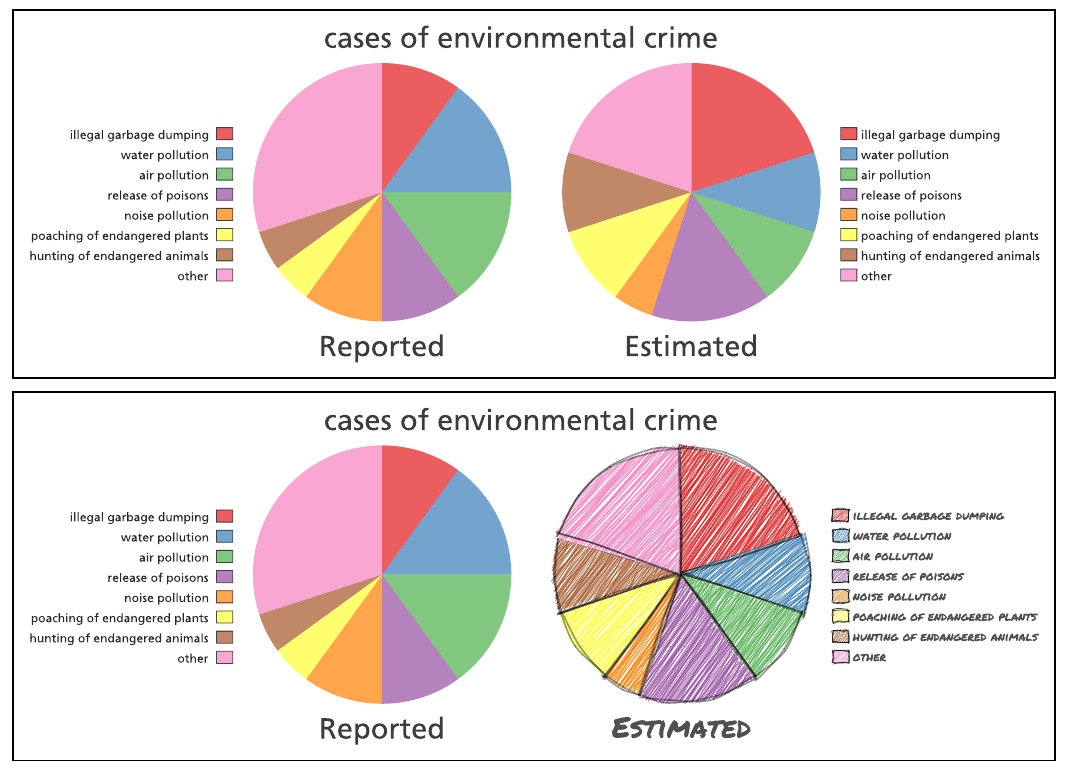 cases of environmental crime
illegal garbage dumping
water pollution
air pollution
release of poisons
noise pollution
poaching of endangered plants
hunting of endangered animals
other
illegal garbage dumping
water pollution
air pollution
release of poisons
noise pollution
poaching of endangered plants
hunting of endangered animals
other
Reported
Estimated
cases of environmental crime
illegal garbage dumping
water pollution
air pollution
release of poisons
noise pollution
poaching of endangered plants
hunting of endangered animals
other
ILLEGAL GARBAGE DUMPING
WATER POLLUTION
AIR POLLUTION
RELEASE OF POISONS
NOISE POLLUTION
POACHING OF ENDANGERED PLANTS
HUNTING OF ENDANGERED ANIMALS
OTHER
Reported
ESTIMATED